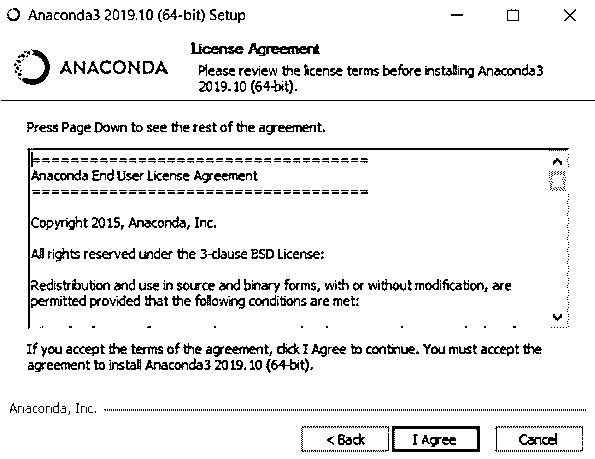 Anaconda3 2019.10 (64-bit) Setup
ANACONDA
License Agreement
Please review the license terms before installing Anaconda3
2019.10 (64-bit).
Press Page Down to see the rest of the agreement.
===================================
Anaconda End User License Agreement
===================================
Copyright 2015, Anaconda, Inc.
All rights reserved under the 3-clause BSD License:
Redistribution and use in source and binary forms, with or without modification, are
permitted provided that the following conditions are met:
If you accept the terms of the agreement, click I Agree to continue. You must accept the
agreement to install Anaconda3 2019.10 (64-bit).
Anaconda, Inc.
< Back
I Agree
Cancel